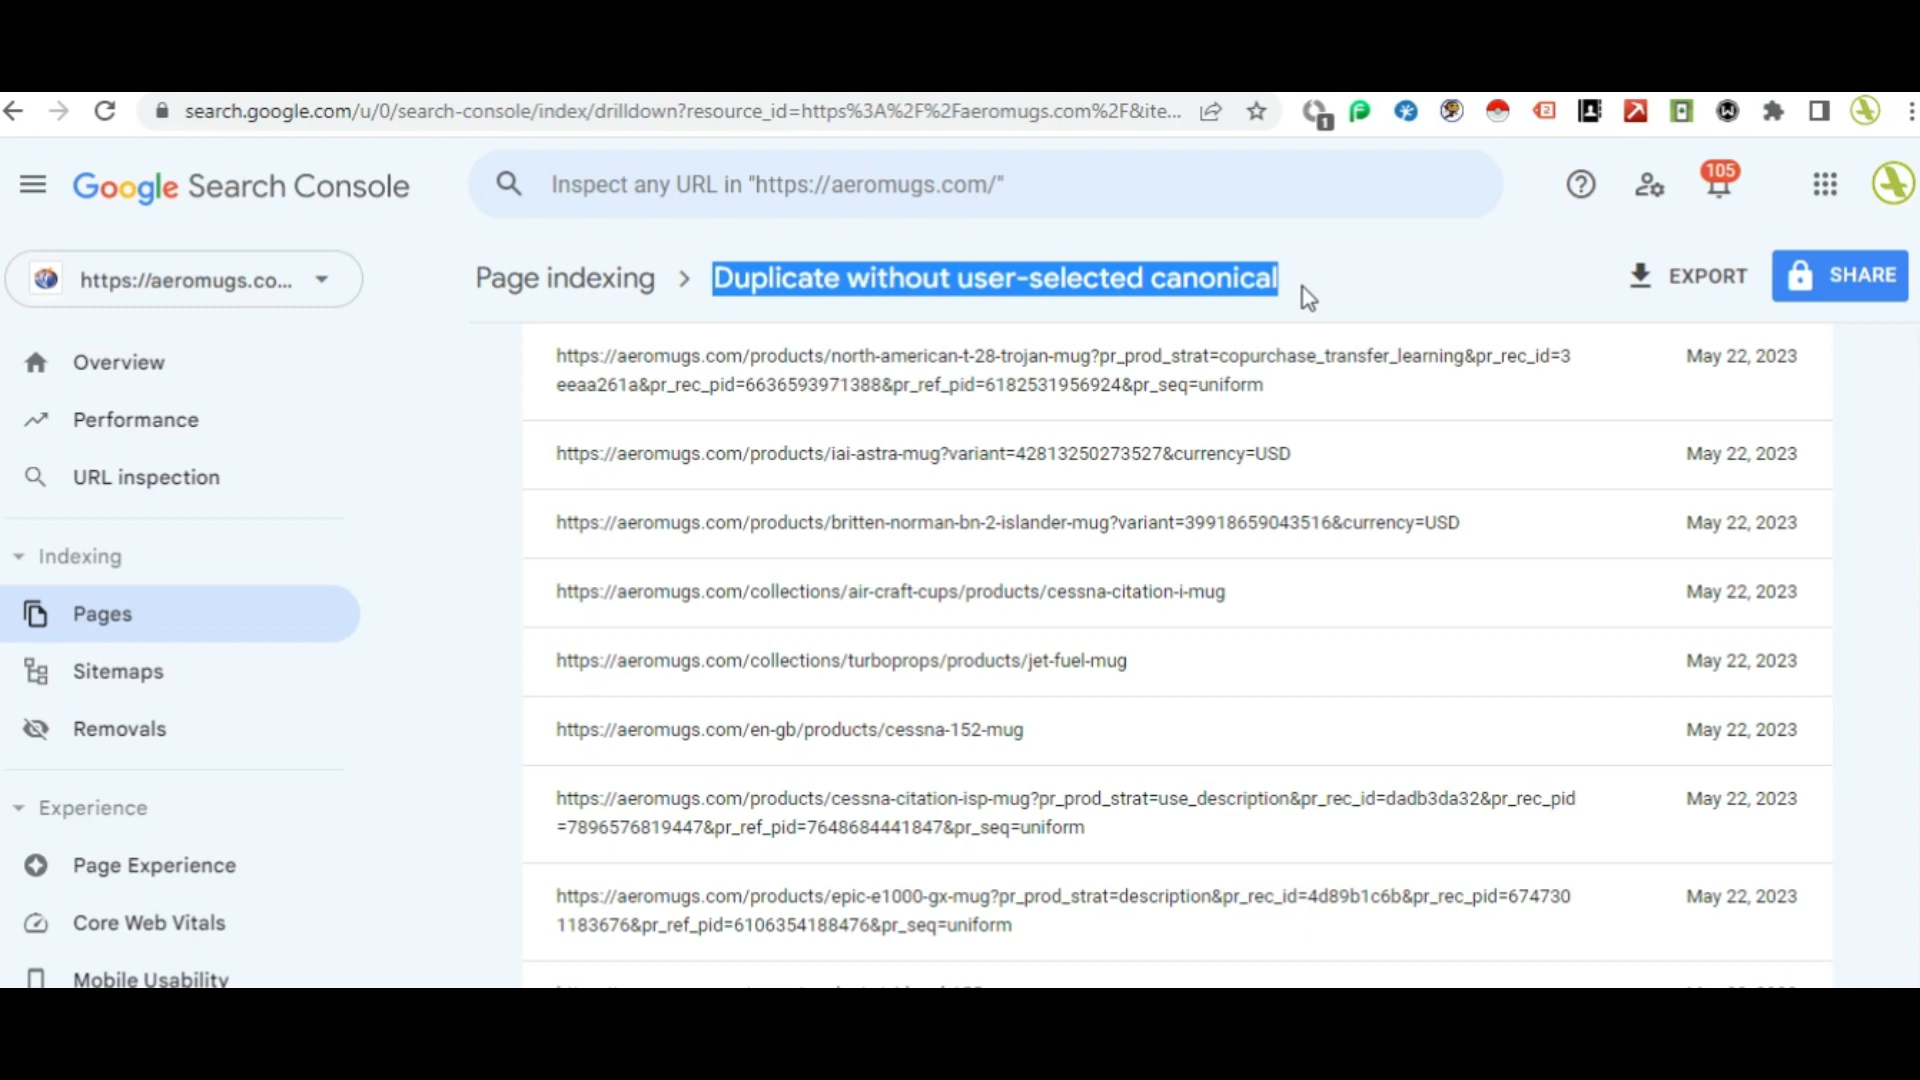 search.google.com/u/0/search-console/index/drilldown?resource_id=https%3A%2F%2Faeromugs.com%2F&ite...
1
2
Google Search Console
Inspect any URL in "https://aeromugs.com/"
105
https://aeromugs.co...
Page indexing > Duplicate without user-selected canonical
EXPORT
SHARE
Overview
Performance
URL inspection
Indexing
Pages
Sitemaps
Removals
Experience
Page Experience
Core Web Vitals
Mobile Usability
https://aeromugs.com/products/north-american-t-28-trojan-mug?pr_prod_strat=copurchase_transfer_learning&pr_rec_id=3 May 22, 2023
eeaa261a&pr_rec_pid=6636593971388&pr_ref_pid=6182531956924&pr_seq=uniform
https://aeromugs.com/products/iai-astra-mug?variant=42813250273527&currency=USD May 22, 2023
https://aeromugs.com/products/britten-norman-bn-2-islander-mug?variant=39918659043516&currency=USD May 22, 2023
https://aeromugs.com/collections/air-craft-cups/products/cessna-citation-i-mug May 22, 2023
https://aeromugs.com/collections/turboprops/products/jet-fuel-mug May 22, 2023
https://aeromugs.com/en-gb/products/cessna-152-mug May 22, 2023
https://aeromugs.com/products/cessna-citation-isp-mug?pr_prod_strat=use_description&pr_rec_id=dadb3da32&pr_rec_pid May 22, 2023
=7896576819447&pr_ref_pid=7648684441847&pr_seq=uniform
https://aeromugs.com/products/epic-e1000-gx-mug?pr_prod_strat=description&pr_rec_id=4d89b1c6b&pr_rec_pid=674730 May 22, 2023
1183676&pr_ref_pid=6106354188476&pr_seq=uniform